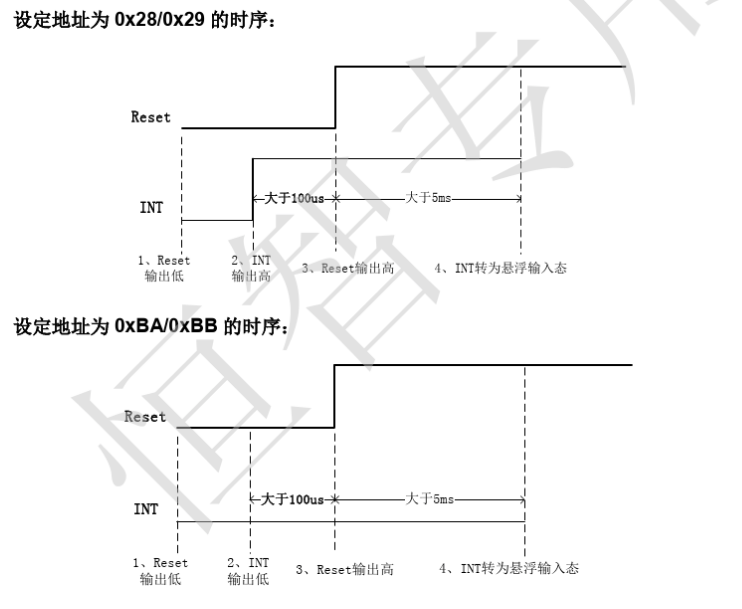 设定地址为 0x28/0x29 的时序：
Reset
INT
大于100us
大于5ms
1、Reset
输出低
2、INT
输出高
3、Reset输出高
4、INT转为悬浮输入态
设定地址为 0xBA/0xBB 的时序：
Reset
INT
大于100us
大于5ms
1、Reset
输出低
2、INT
输出低
3、Reset输出高
4、INT转为悬浮输入态
恒智专用